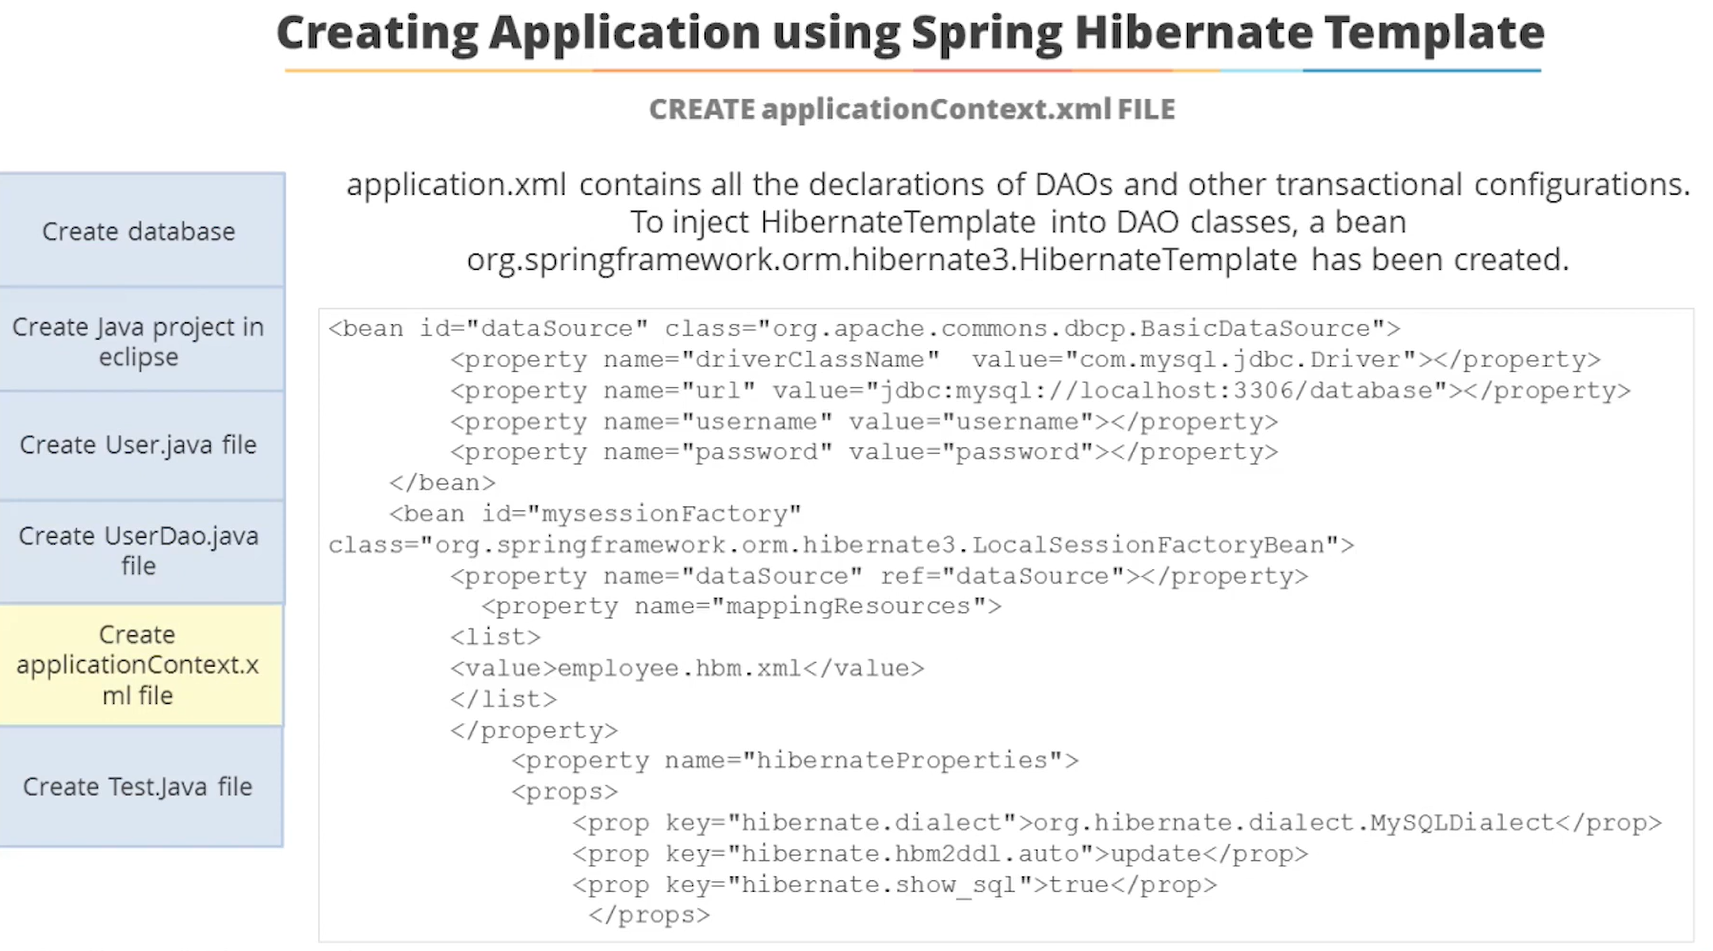 Creating Application using Spring Hibernate Template
CREATE applicationContext.xml FILE
Create database
Create Java project in
eclipse
Create User.java file
Create UserDao.java
file
Create
applicationContext.x
ml file
Create Test.Java file
application.xml contains all the declarations of DAOs and other transactional configurations.
To inject HibernateTemplate into DAO classes, a bean
org.springframework.orm.hibernate3.HibernateTemplate has been created.
<bean id="dataSource" class="org.apache.commons.dbcp.BasicDataSource">
<property name="driverClassName"  value="com.mysql.jdbc.Driver"></property>
<property name="url" value="jdbc:mysql://localhost:3306/database"></property>
<property name="username" value="username"></property>
<property name="password" value="password"></property>
</bean>
<bean id="mysessionFactory"
class="org.springframework.orm.hibernate3.LocalSessionFactoryBean">
<property name="dataSource" ref="dataSource"></property>
<property name="mappingResources">
<list>
<value>employee.hbm.xml</value>
</list>
</property>
<property name="hibernateProperties">
<props>
<prop key="hibernate.dialect">org.hibernate.dialect.MySQLDialect</prop>
<prop key="hibernate.hbm2ddl.auto">update</prop>
<prop key="hibernate.show_sql">true</prop>
</props>